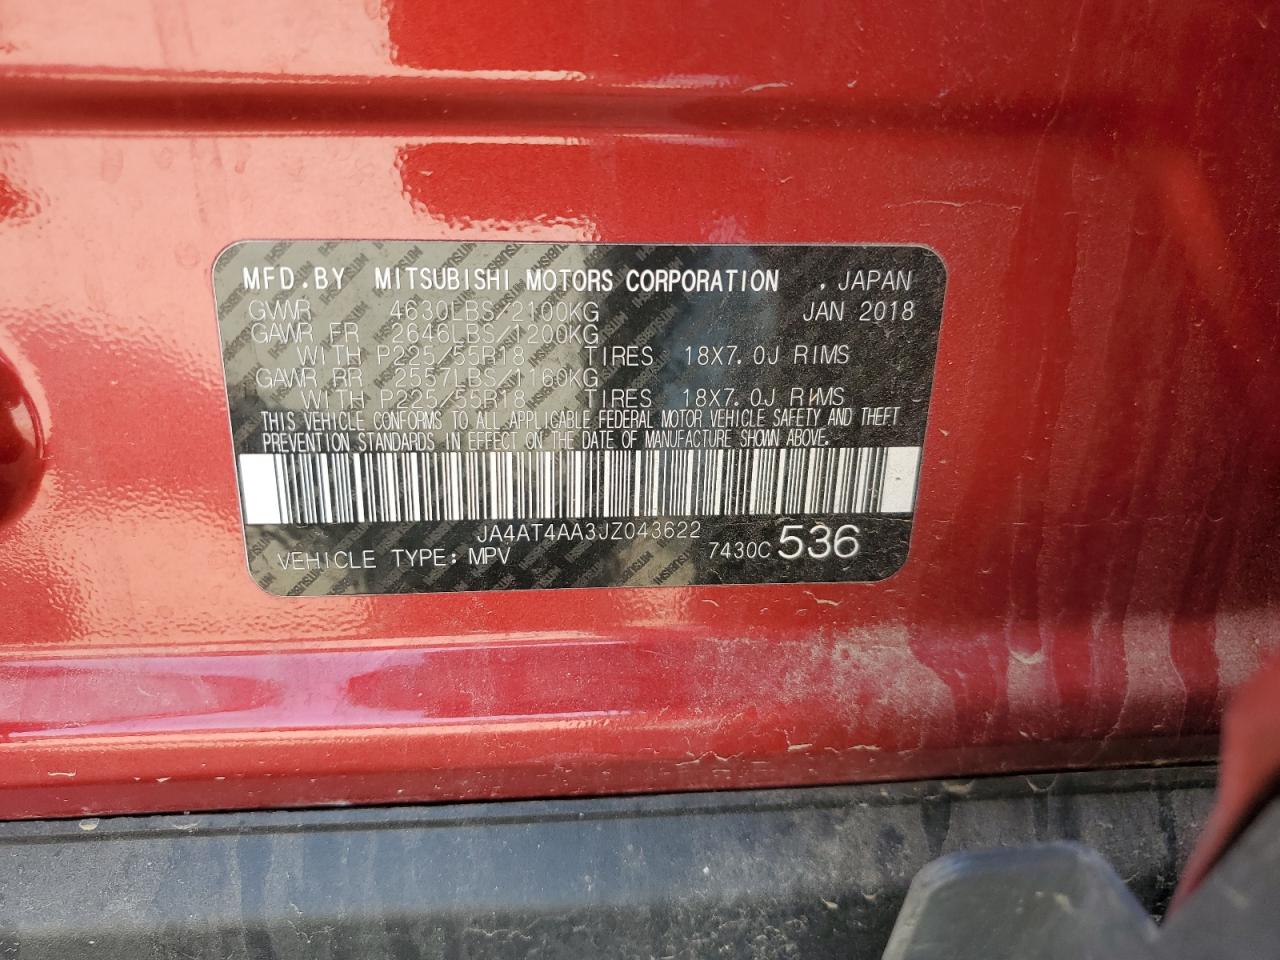 MFD.BY MITSUBISHI MOTORS CORPORATION .JAPAN
GVWR 4630LBS/2100KG JAN 2018
GAWR FR 2646LBS/1200KG
WITH P225/55R18 TIRES 18X7.0J RIMS
GAWR RR 2557LBS/1160KG
WITH P225/55R18 TIRES 18X7.0J RIMS
THIS VEHICLE CONFORMS TO ALL APPLICABLE FEDERAL MOTOR VEHICLE SAFETY AND THEFT
PREVENTION STANDARDS IN EFFECT ON THE DATE OF MANUFACTURE SHOWN ABOVE.
JA4AT4AA3JZ043622
VEHICLE TYPE:MPV 7430C 536